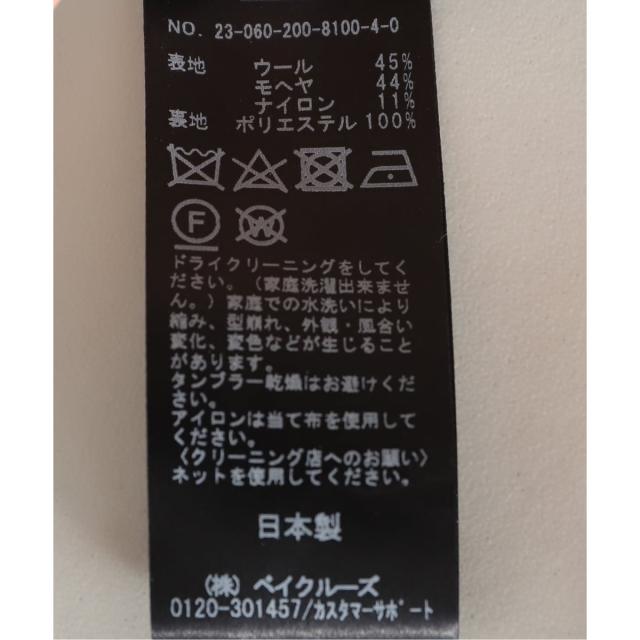 NO. 23-060-200-8100-4-0
表地 ウール 45%
モヘヤ 44%
ナイロン 11%
裏地 ポリエステル 100%
F W
ドライクリーニングをしてく
ださい。(家庭洗濯出来ませ
ん。)家庭での水洗いにより
縮み、型崩れ、外観・風合い
変化、変色などが生じること
があります。
タンブラー乾燥はお避けくだ
さい。
アイロンは当て布を使用して
ください。
〈クリーニング店へのお願い〉
ネットを使用してください。
日本製
(株) ベイクルーズ
0120-301457/カスタマーサポート